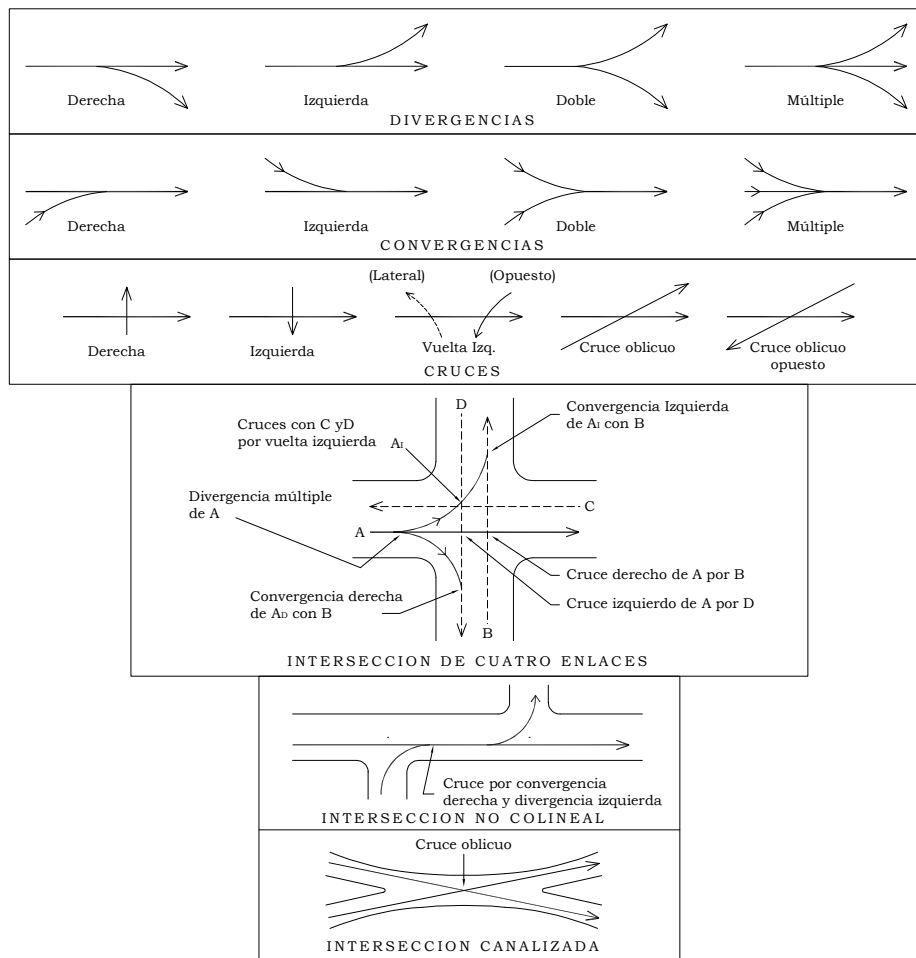 Derecha Izquierda Doble Múltiple
DIVERGENCIAS
Derecha Izquierda Doble Múltiple
CONVERGENCIAS
(Lateral) (Opuesto)
Derecha Izquierda Vuelta Izq. Cruce oblicuo Cruce oblicuo
opuesto
CRUCES
D
Convergencia Izquierda
de AI con B
Cruces con C yD
por vuelta izquierda
AI
Divergencia múltiple
de A
C
A
Convergencia derecha
de AD con B
Cruce derecho de A por B
Cruce izquierdo de A por D
B
INTERSECCION DE CUATRO ENLACES
Cruce por convergencia
derecha y divergencia izquierda
INTERSECCION NO COLINEAL
Cruce oblicuo
INTERSECCION CANALIZADA